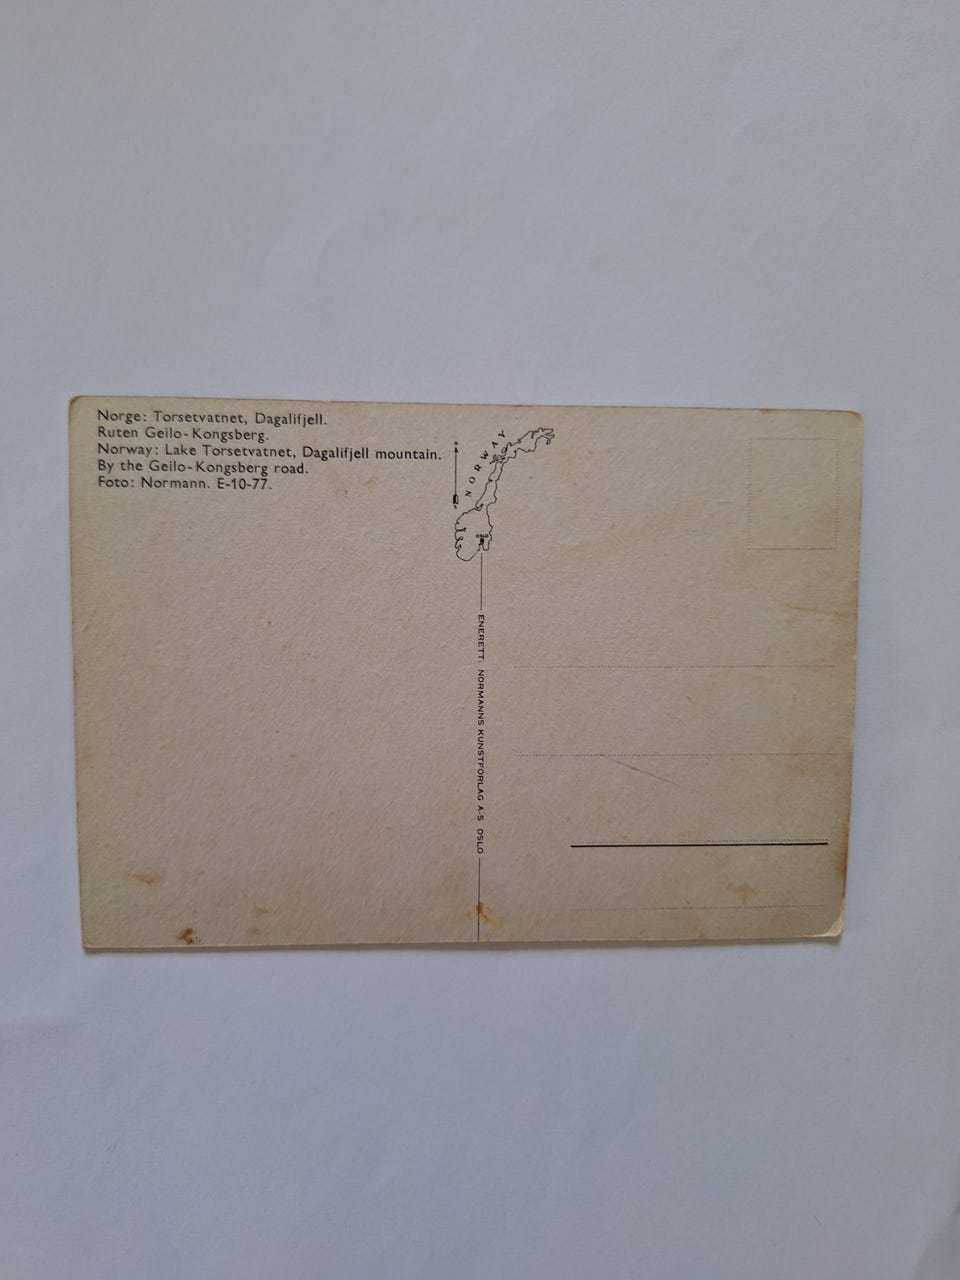 Norge: Torsetvatnet, Dagalifjell.
Ruten Geilo-Kongsberg.
Norway: Lake Torsetvatnet, Dagalifjell mountain.
By the Geilo-Kongsberg road.
Foto: Normann. E-10-77.
NORWAY
ENERETT: NORMANNS KUNSTFORLAG A-S OSLO